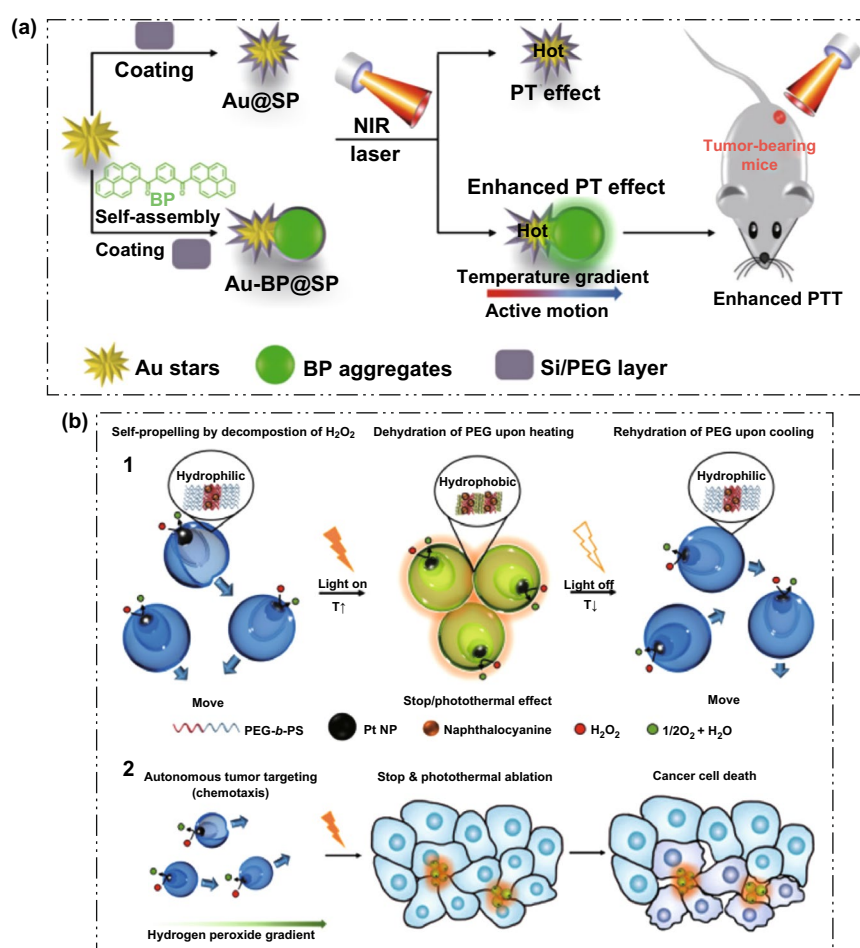 (a)
Coating
Au@SP
BP
Self-assembly
Coating
Au-BP@SP
NIR
laser
Hot
PT effect
Enhanced PT effect
Hot
Temperature gradient
Active motion
Tumor-bearing
mice
Enhanced PTT
Au stars
BP aggregates
Si/PEG layer
(b)
Self-propelling by decompostion of H₂O₂
Dehydration of PEG upon heating
Rehydration of PEG upon cooling
1
Hydrophilic
Hydrophobic
Hydrophilic
Light on
T↑
Light off
T↓
Move
Stop/photothermal effect
Move
PEG-b-PS
Pt NP
Naphthalocyanine
H₂O₂
1/2O₂ + H₂O
2
Autonomous tumor targeting
(chemotaxis)
Stop & photothermal ablation
Cancer cell death
Hydrogen peroxide gradient